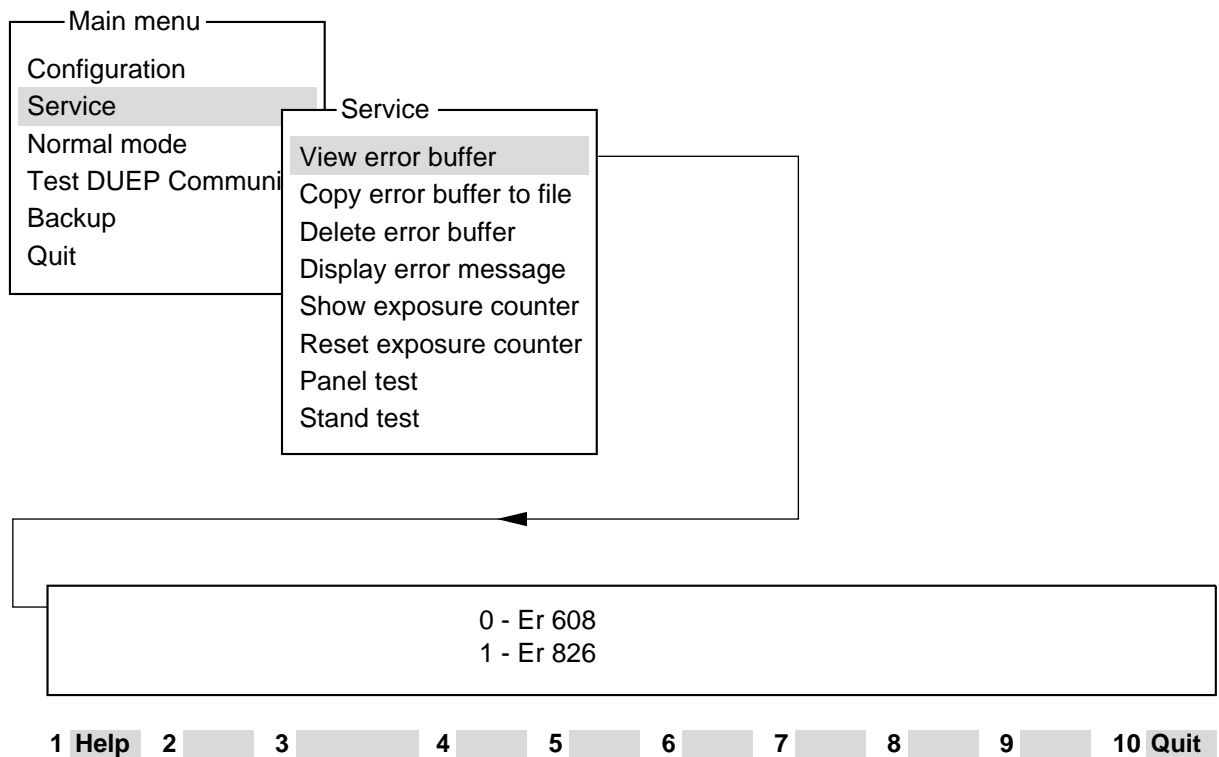 Main menu
Configuration
Service
Normal mode
Test DUEP Communi
Backup
Quit
Service
View error buffer
Copy error buffer to file
Delete error buffer
Display error message
Show exposure counter
Reset exposure counter
Panel test
Stand test
0 - Er 608
1 - Er 826
1 Help 2 3 4 5 6 7 8 9 10 Quit